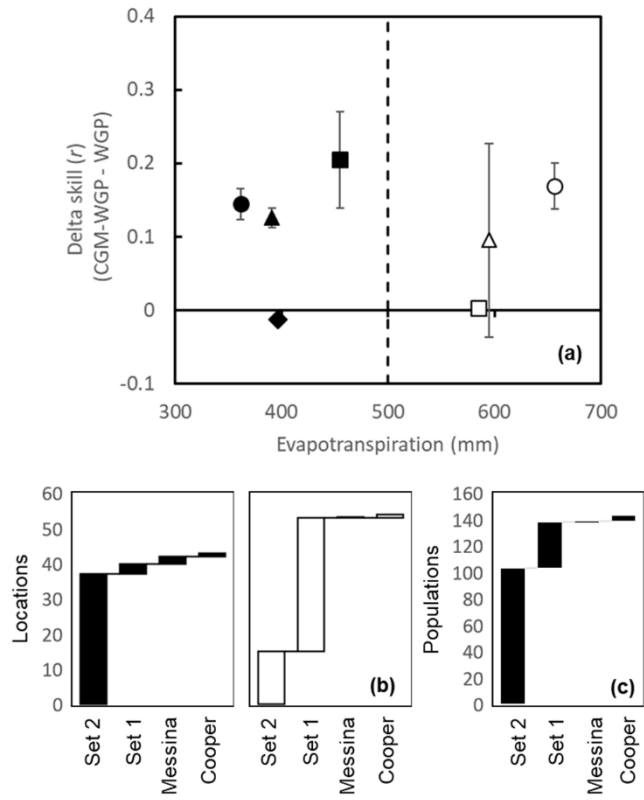 0.4
0.3
0.2
0.1
0
-0.1
Delta skill (r)
(CGM-WGP - WGP)
(a)
300 400 500 600 700
Evapotranspiration (mm)
60
50
40
30
20
10
0
Locations
Set 2
Set 1
Messina
Cooper
(b)
Set 2
Set 1
Messina
Cooper
160
140
120
100
80
60
40
20
0
Populations
(c)
Set 2
Set 1
Messina
Cooper